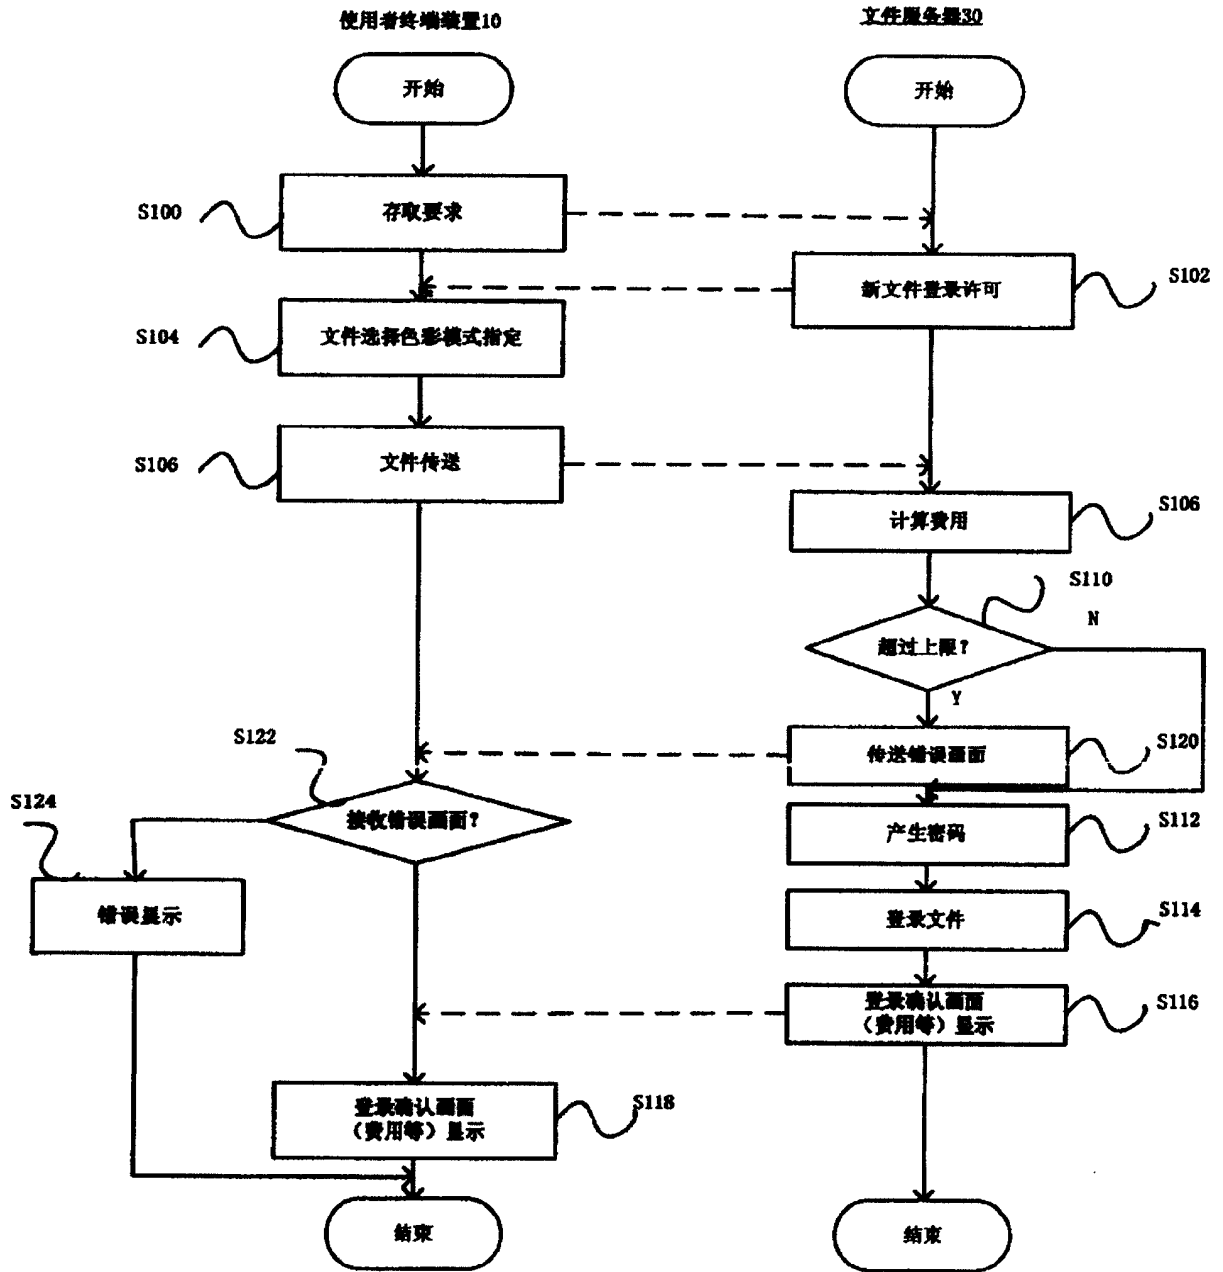 使用者终端装置10
文件服务器30
开始
开始
S100
存取要求
新文件登录许可
S102
S104
文件选择色彩模式指定
S106
文件传送
计算费用
S106
S110
N
超过上限？
Y
S122
传送错误画面
S120
S124
接收错误画面？
产生密码
S112
错误显示
登录文件
S114
登录确认画面
（费用等）显示
S116
登录确认画面
（费用等）显示
S118
结束
结束